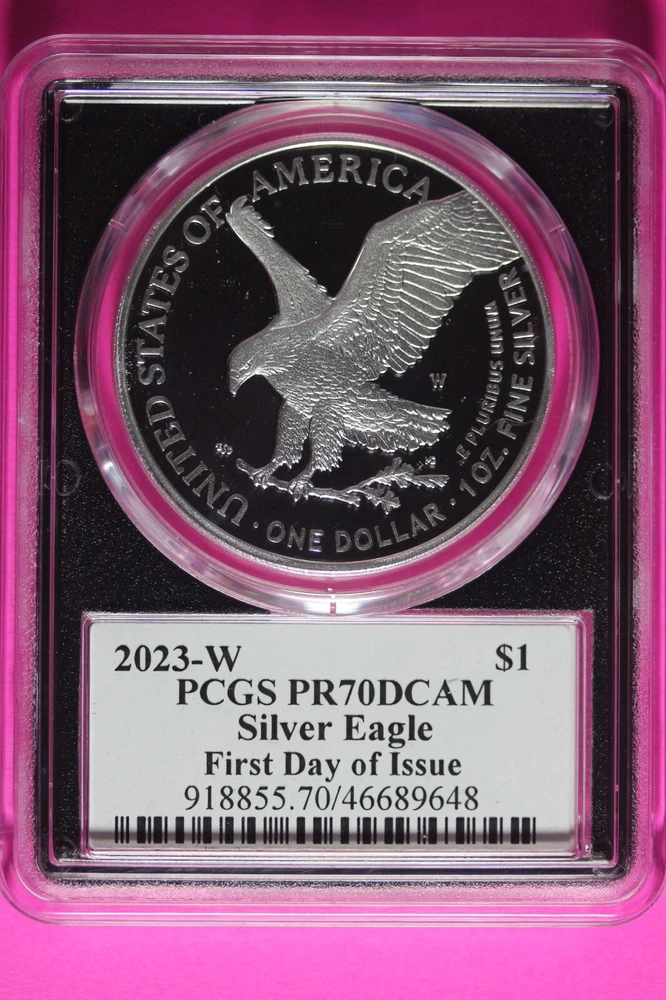 UNITED STATES OF AMERICA
W
E PLURIBUS UNUM
· ONE DOLLAR · 1 OZ. FINE SILVER
2023-W $1
PCGS PR70DCAM
Silver Eagle
First Day of Issue
918855.70/46689648